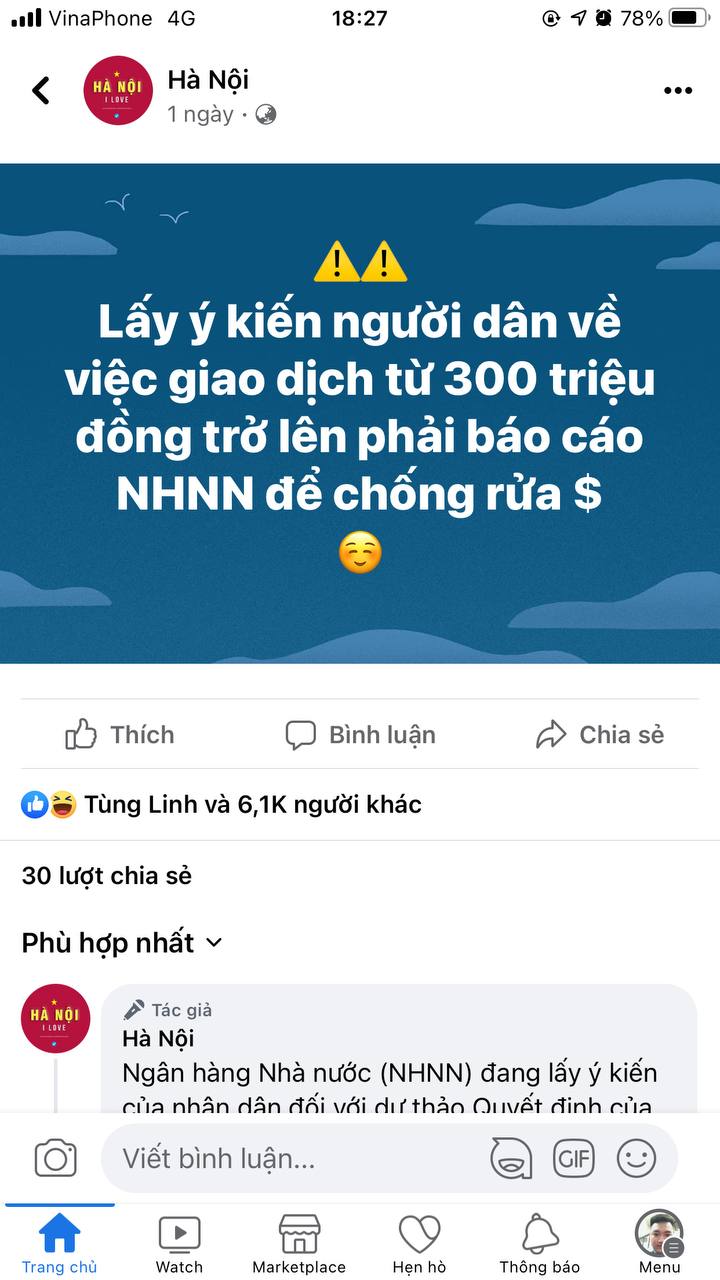 VinaPhone 4G 18:27 78%
HÀ NỘI
I LOVE
Hà Nội
1 ngày ·
Lấy ý kiến người dân về
việc giao dịch từ 300 triệu
đồng trở lên phải báo cáo
NHNN để chống rửa $
Thích Bình luận Chia sẻ
Tùng Linh và 6,1K người khác
30 lượt chia sẻ
Phù hợp nhất
HÀ NỘI
I LOVE
Tác giả
Hà Nội
Ngân hàng Nhà nước (NHNN) đang lấy ý kiến
của nhân dân đối với dự thảo Quyết định của
Viết bình luận...
GIF
Trang chủ Watch Marketplace Hẹn hò Thông báo Menu